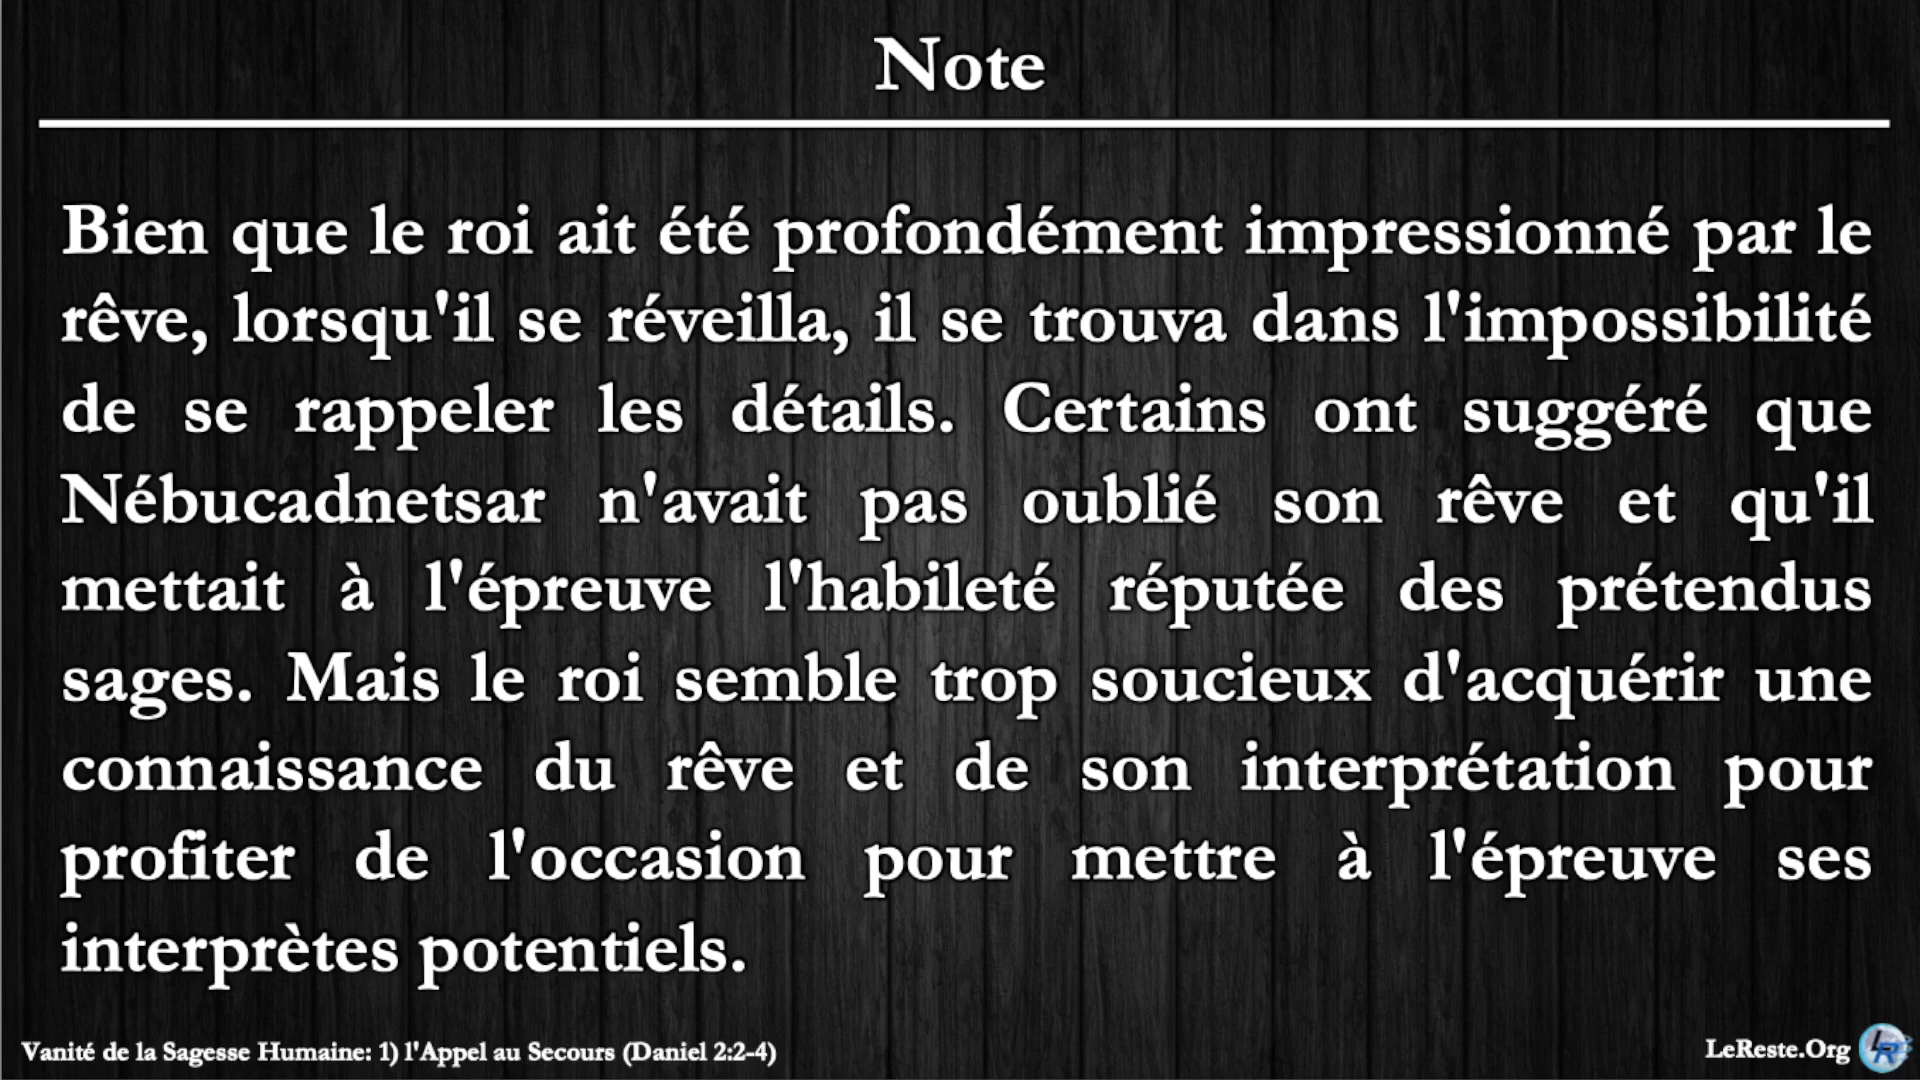 Note
Bien que le roi ait été profondément impressionné par le
rêve, lorsqu'il se réveilla, il se trouva dans l'impossibilité
de se rappeler les détails. Certains ont suggéré que
Nébucadnetsar n'avait pas oublié son rêve et qu'il
mettait à l'épreuve l'habileté réputée des prétendus
sages. Mais le roi semble trop soucieux d'acquérir une
connaissance du rêve et de son interprétation pour
profiter de l'occasion pour mettre à l'épreuve ses
interprètes potentiels.
Vanité de la Sagesse Humaine: 1) l'Appel au Secours (Daniel 2:2-4)
LeReste.Org
LR